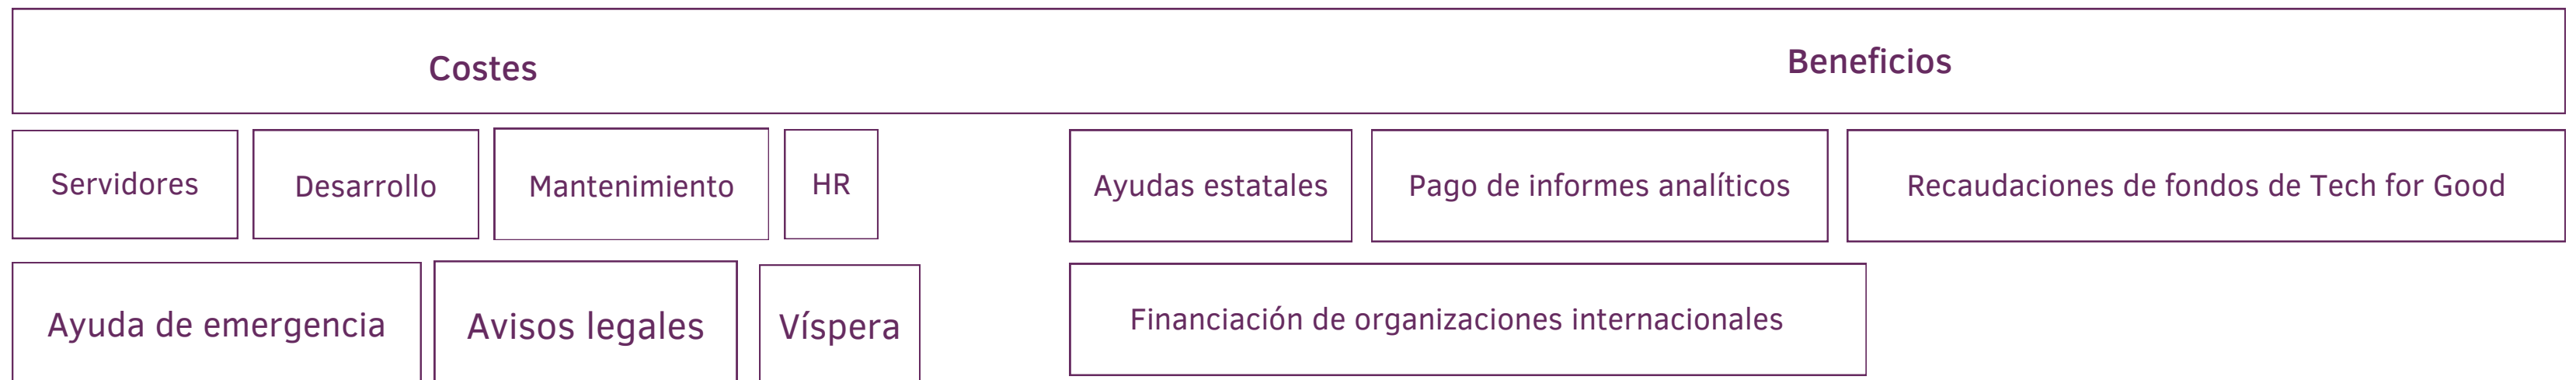 Costes
Beneficios
Servidores
Desarrollo
Mantenimiento
HR
Ayudas estatales
Pago de informes analíticos
Recaudaciones de fondos de Tech for Good
Ayuda de emergencia
Avisos legales
Víspera
Financiación de organizaciones internacionales